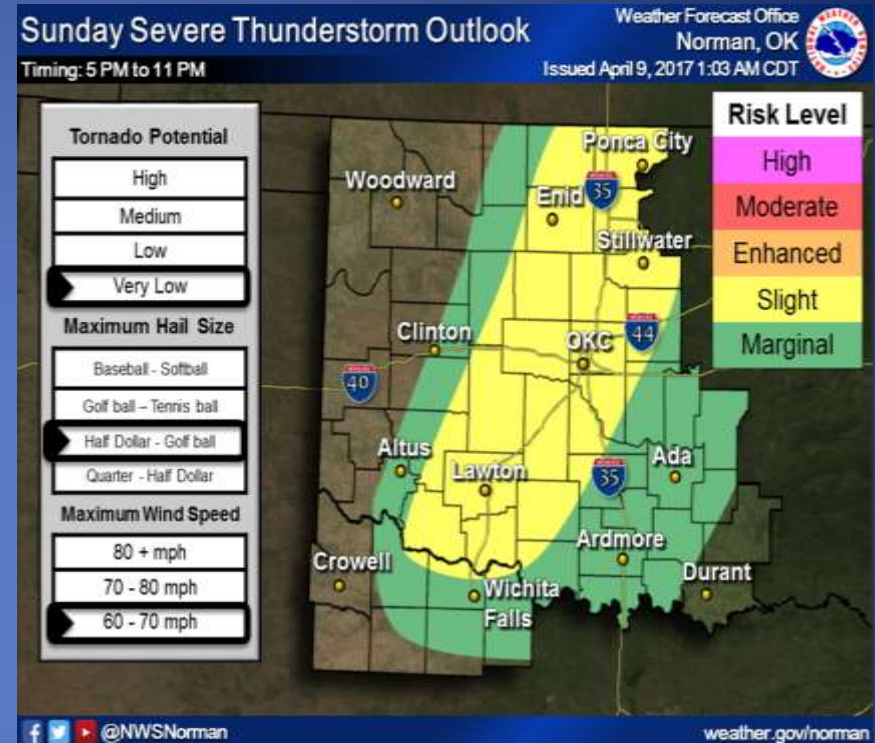 Sunday Severe Thunderstorm Outlook
Weather Forecast Office
Norman, OK
Timing: 5 PM to 11 PM
Issued April 9, 2017 1:03 AM CDT
Tornado Potential
High
Medium
Low
Very Low
Maximum Hail Size
Baseball - Softball
Golf ball – Tennis ball
Half Dollar - Golf ball
Quarter - Half Dollar
Maximum Wind Speed
80 + mph
70 - 80 mph
60 - 70 mph
Risk Level
High
Moderate
Enhanced
Slight
Marginal
Ponca City
Woodward
Enid
35
Stillwater
Clinton
OKC
44
40
Altus
Lawton
35
Ada
Ardmore
Crowell
Durant
Wichita
Falls
@NWSNorman
weather.gov/norman